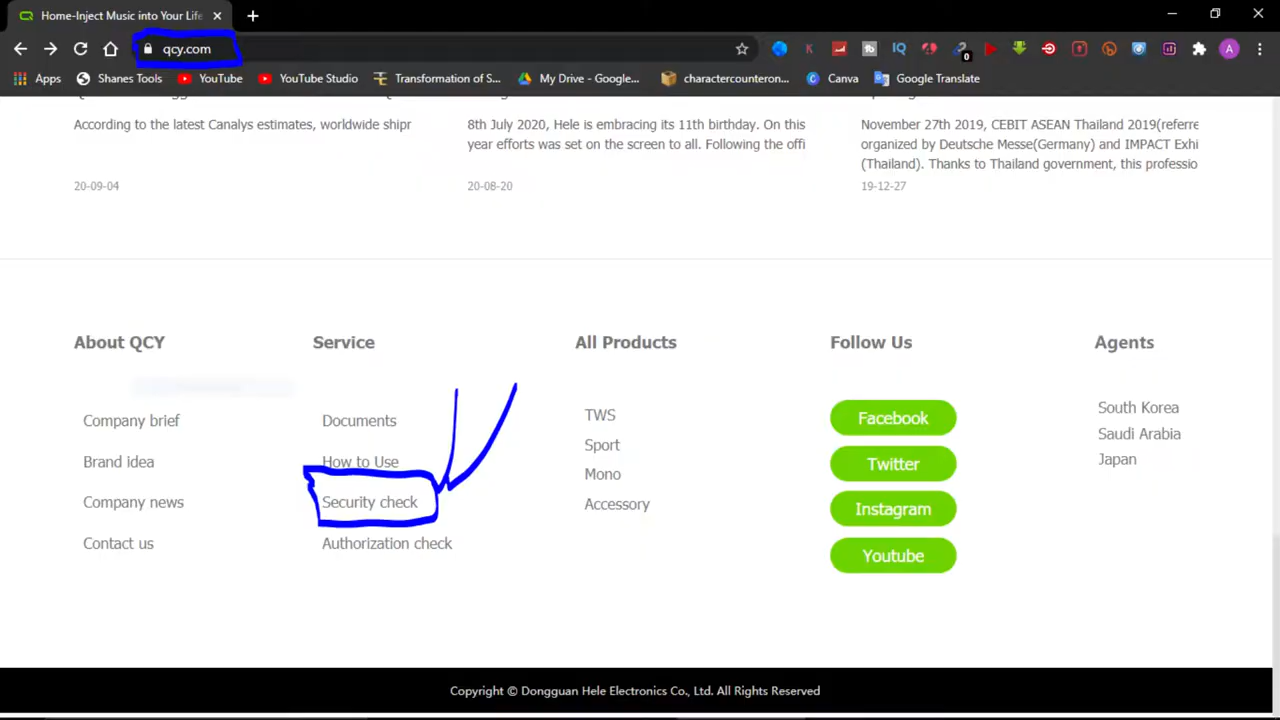 Home-Inject Music into Your Life
qcy.com
0
A
Apps
Shanes Tools
YouTube
YouTube Studio
Transformation of S...
My Drive - Google...
charactercounteron...
Canva
Google Translate
According to the latest Canalys estimates, worldwide shipr
20-09-04
8th July 2020, Hele is embracing its 11th birthday. On this
year efforts was set on the screen to all. Following the offi
20-08-20
November 27th 2019, CEBIT ASEAN Thailand 2019(referre
organized by Deutsche Messe(Germany) and IMPACT Exhi
(Thailand). Thanks to Thailand government, this professio
19-12-27
About QCY
Company brief
Brand idea
Company news
Contact us
Service
Documents
How to Use
Security check
Authorization check
All Products
TWS
Sport
Mono
Accessory
Follow Us
Facebook
Twitter
Instagram
Youtube
Agents
South Korea
Saudi Arabia
Japan
Copyright © Dongguan Hele Electronics Co., Ltd. All Rights Reserved